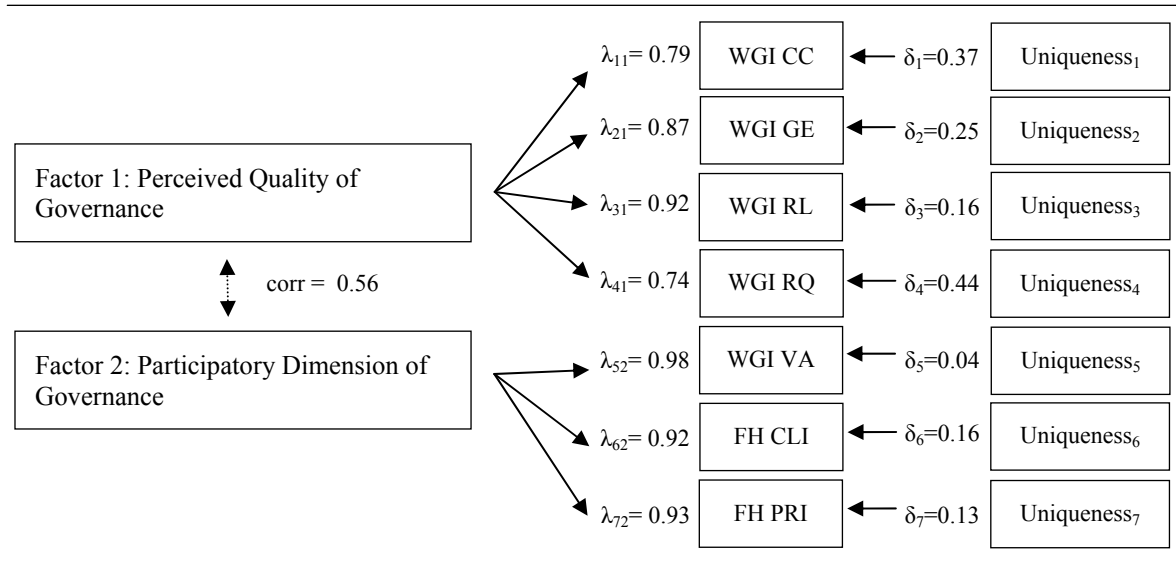 λ11= 0.79 WGI CC δ1=0.37 Uniqueness1
λ21= 0.87 WGI GE δ2=0.25 Uniqueness2
Factor 1: Perceived Quality of
Governance
λ31= 0.92 WGI RL δ3=0.16 Uniqueness3
λ41= 0.74 WGI RQ δ4=0.44 Uniqueness4
corr = 0.56
Factor 2: Participatory Dimension of
Governance
λ52= 0.98 WGI VA δ5=0.04 Uniqueness5
λ62= 0.92 FH CLI δ6=0.16 Uniqueness6
λ72= 0.93 FH PRI δ7=0.13 Uniqueness7